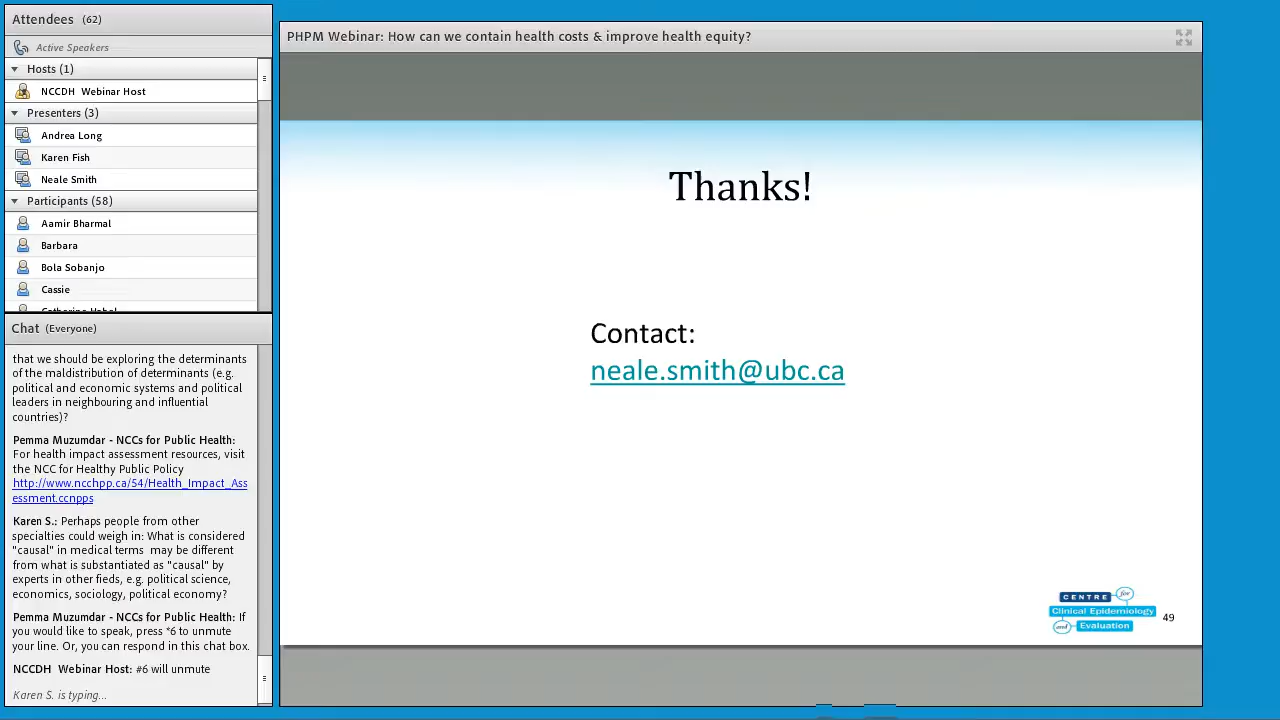 Attendees (62)
Active Speakers
Hosts (1)
NCCDH Webinar Host
Presenters (3)
Andrea Long
Karen Fish
Neale Smith
Participants (58)
Aamir Bharmal
Barbara
Bola Sobanjo
Cassie
Chat (Everyone)
that we should be exploring the determinants
of the maldistribution of determinants (e.g.
political and economic systems and political
leaders in neighbouring and influential
countries)?
Pemma Muzumdar - NCCs for Public Health:
For health impact assessment resources, visit
the NCC for Healthy Public Policy
http://www.ncchpp.ca/54/Health_Impact_Ass
essment.ccnpps
Karen S.: Perhaps people from other
specialties could weigh in: What is considered
"causal" in medical terms may be different
from what is substantiated as "causal" by
experts in other fieds, e.g. political science,
economics, sociology, political economy?
Pemma Muzumdar - NCCs for Public Health: If
you would like to speak, press *6 to unmute
your line. Or, you can respond in this chat box.
NCCDH Webinar Host: #6 will unmute
Karen S. is typing...
PHPM Webinar: How can we contain health costs & improve health equity?
Thanks!
Contact:
neale.smith@ubc.ca
CENTRE for
Clinical Epidemiology
and Evaluation
49